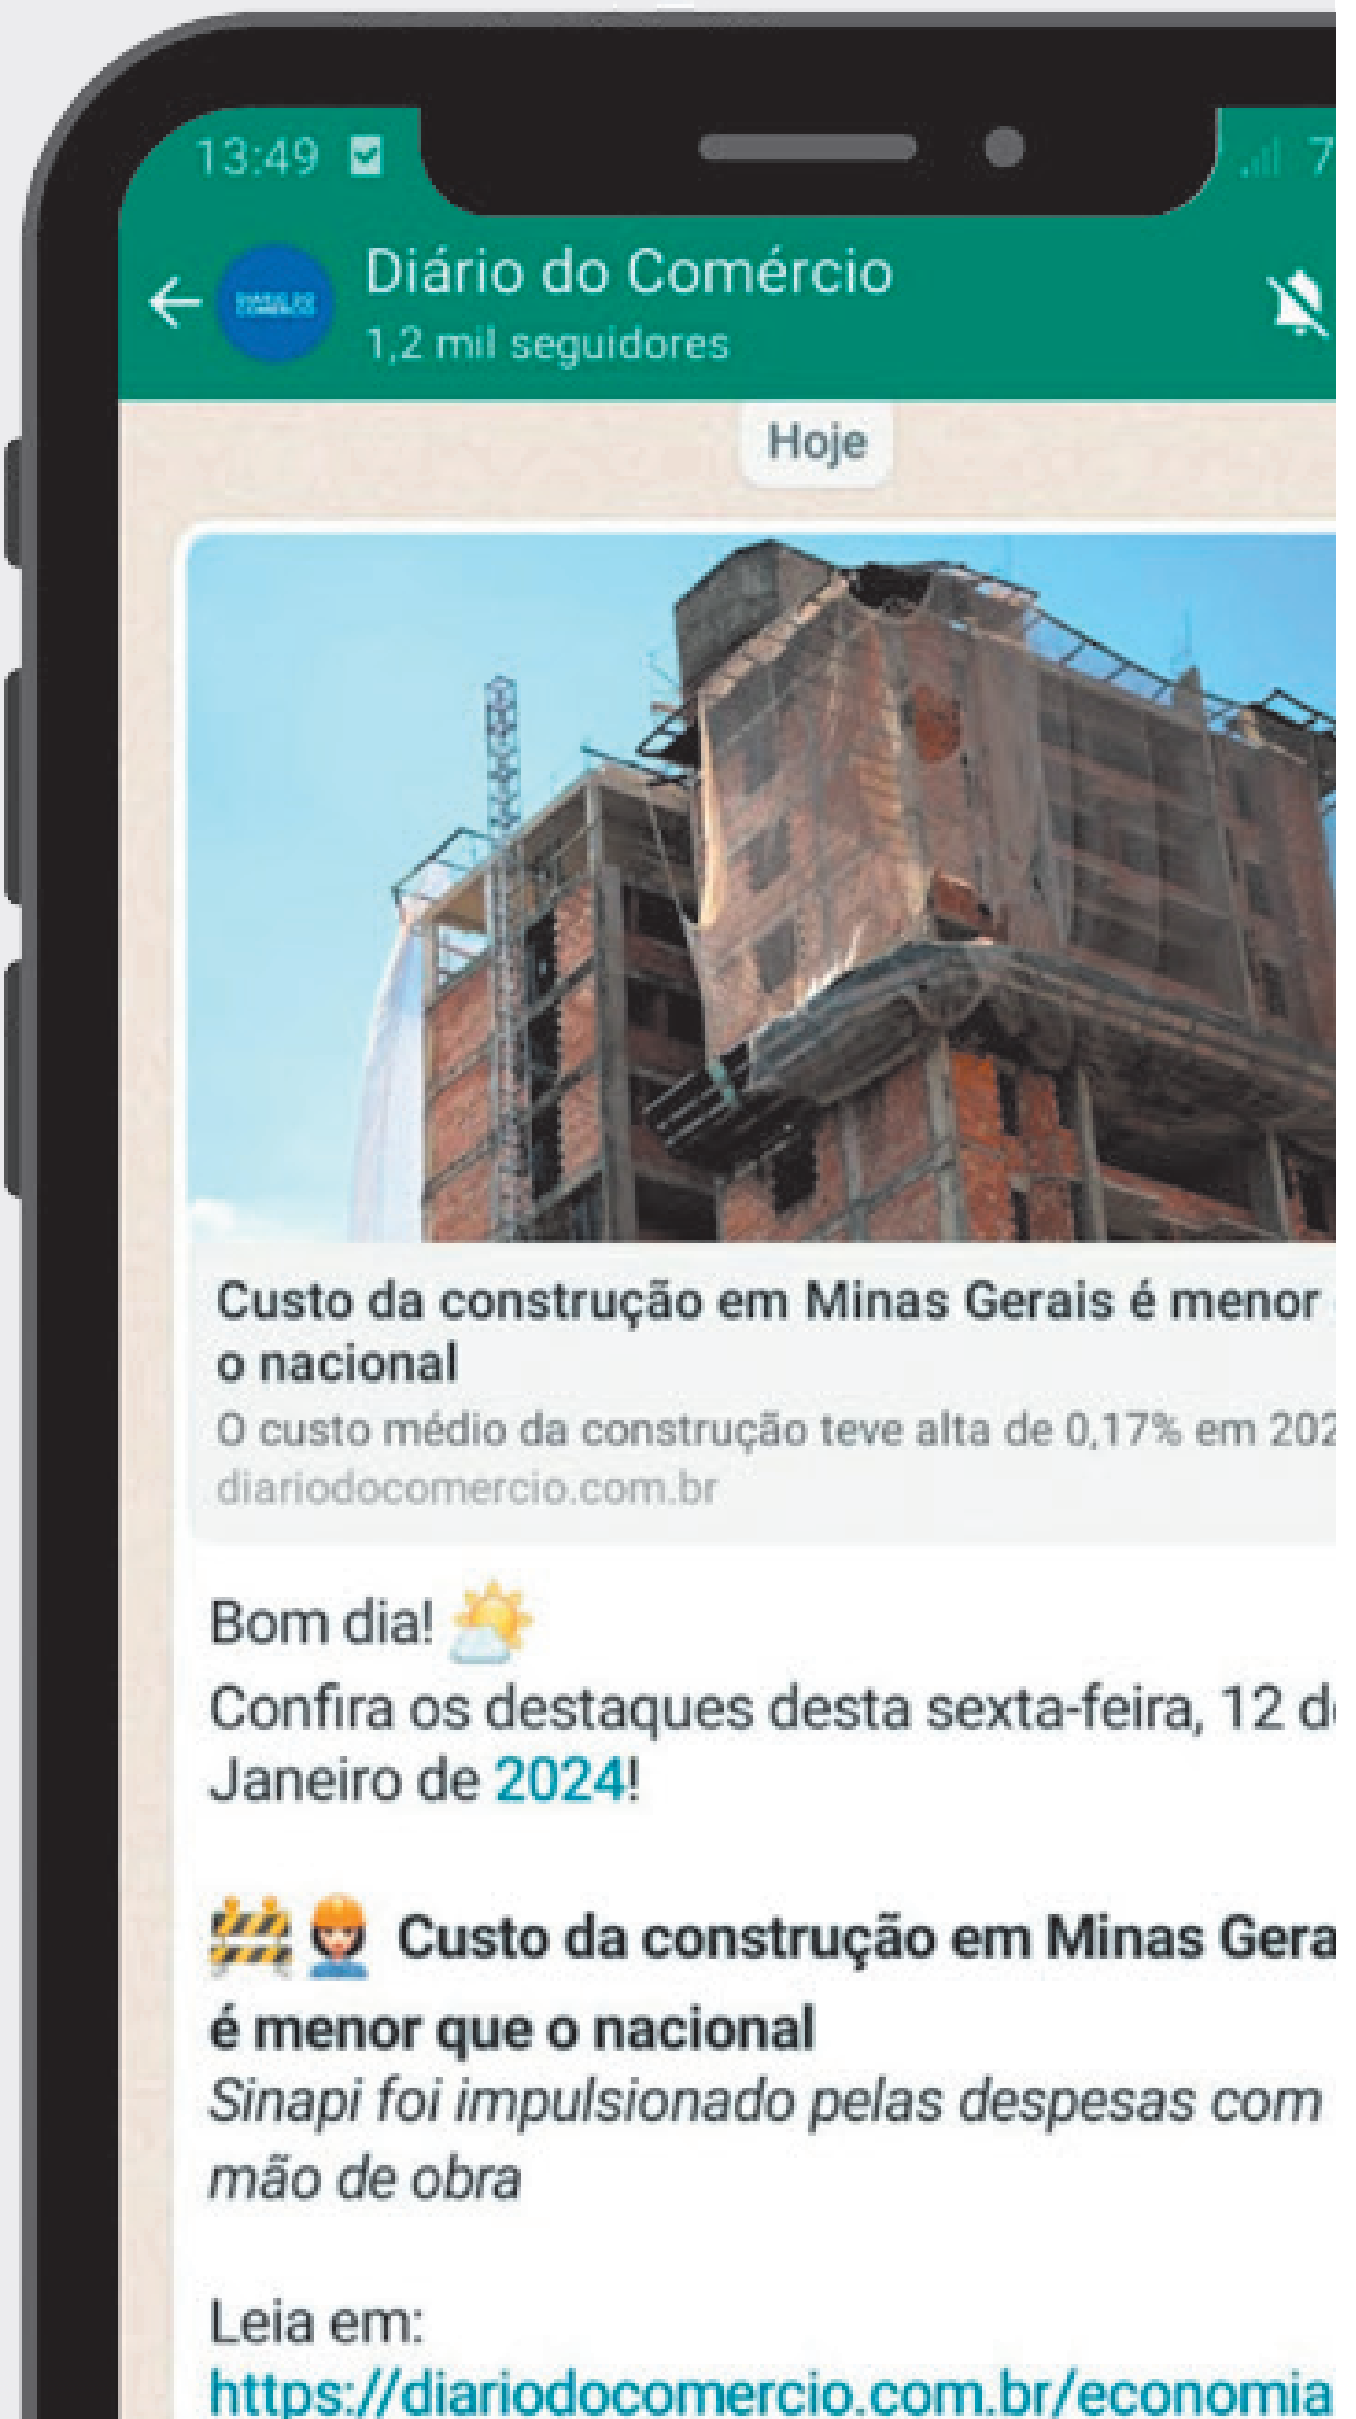 13:49
7
Diário do Comércio
1,2 mil seguidores
Hoje
Custo da construção em Minas Gerais é menor
o nacional
O custo médio da construção teve alta de 0,17% em 202
diariodocomercio.com.br
Bom dia!
Confira os destaques desta sexta-feira, 12 d
Janeiro de 2024!
Custo da construção em Minas Gera
é menor que o nacional
Sinapi foi impulsionado pelas despesas com
mão de obra
Leia em:
https://diariodocomercio.com.br/economia